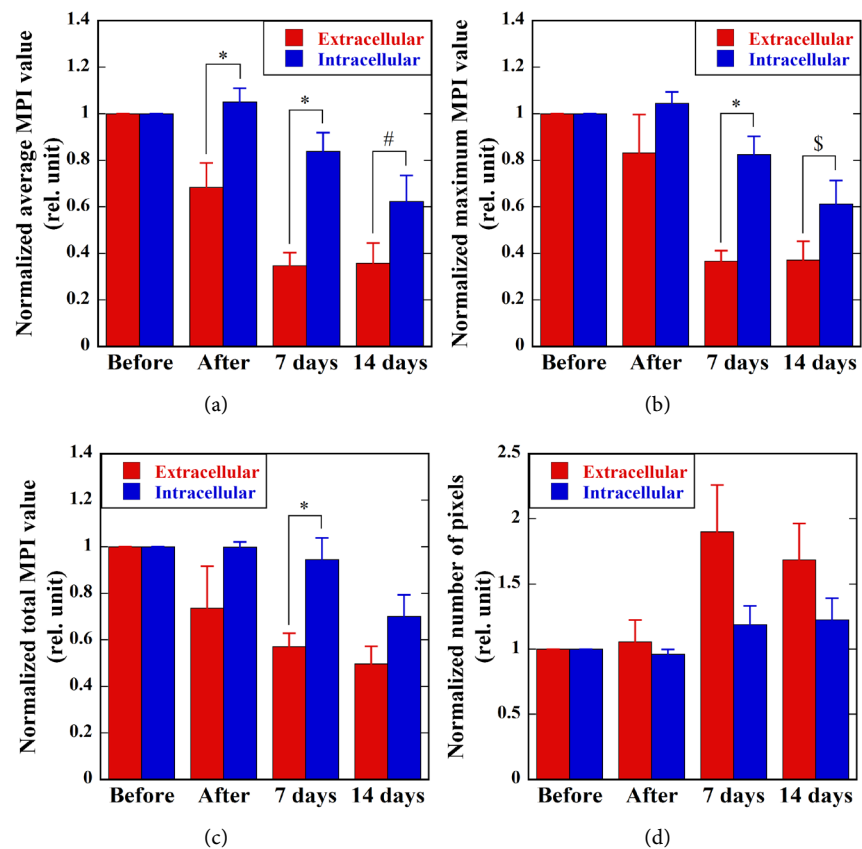 Normalized average MPI value
(rel. unit)
1.4
1.2
1
0.8
0.6
0.4
0.2
0
Extracellular
Intracellular
*
*
#
Before After 7 days 14 days
(a)
Normalized maximum MPI value
(rel. unit)
1.4
1.2
1
0.8
0.6
0.4
0.2
0
Extracellular
Intracellular
*
$
Before After 7 days 14 days
(b)
Normalized total MPI value
(rel. unit)
1.4
1.2
1
0.8
0.6
0.4
0.2
0
Extracellular
Intracellular
*
Before After 7 days 14 days
(c)
Normalized number of pixels
(rel. unit)
2.5
2
1.5
1
0.5
0
Extracellular
Intracellular
Before After 7 days 14 days
(d)